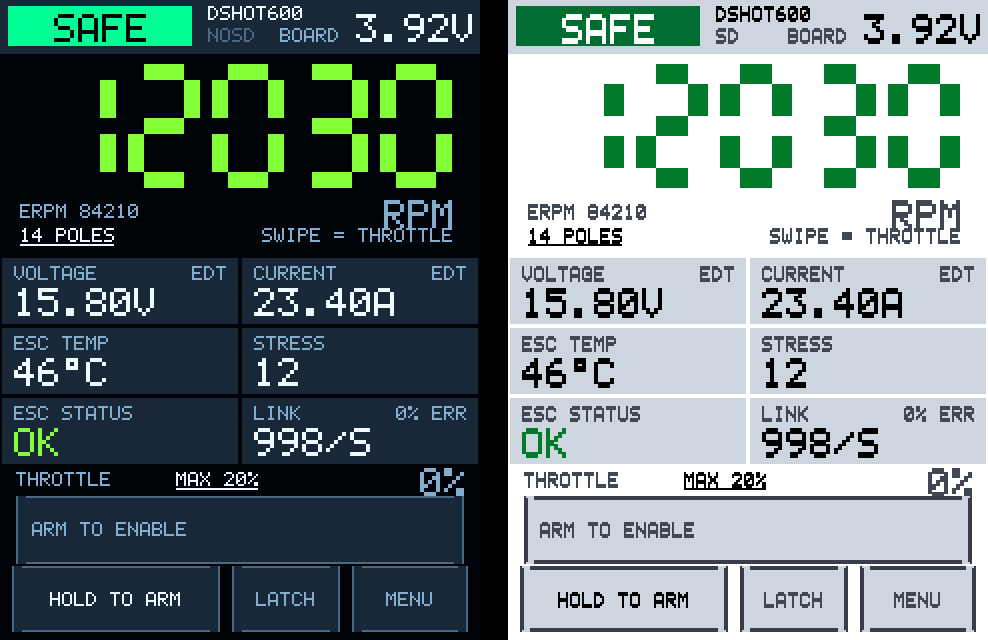 SAFE
DSHOT600
NOSD BOARD
3.92V
12030
ERPM 84210
RPM
14 POLES
SWIPE = THROTTLE
VOLTAGE EDT
15.80V
CURRENT EDT
23.40A
ESC TEMP
46°C
STRESS
12
ESC STATUS
OK
LINK 0% ERR
998/S
THROTTLE MAX 20% 0%
ARM TO ENABLE
HOLD TO ARM
LATCH
MENU
SAFE
DSHOT600
SD BOARD
3.92V
12030
ERPM 84210
RPM
14 POLES
SWIPE = THROTTLE
VOLTAGE EDT
15.80V
CURRENT EDT
23.40A
ESC TEMP
46°C
STRESS
12
ESC STATUS
OK
LINK 0% ERR
998/S
THROTTLE MAX 20% 0%
ARM TO ENABLE
HOLD TO ARM
LATCH
MENU